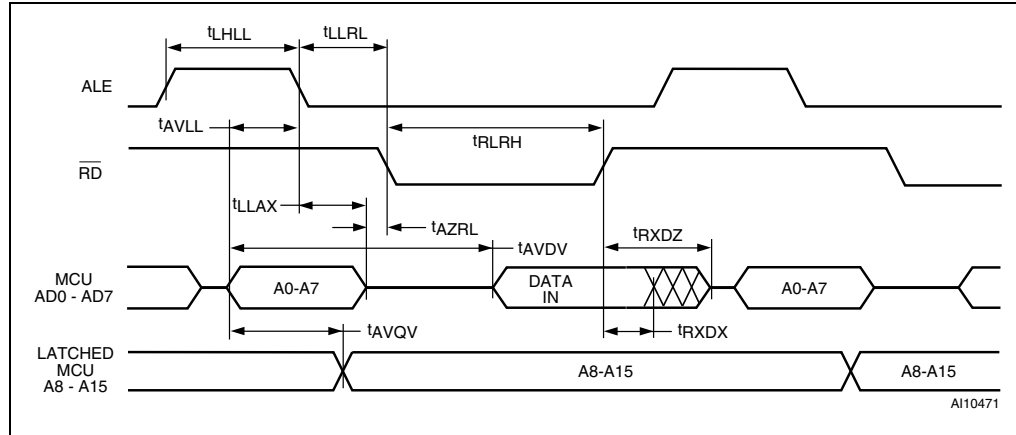 tLHLL tLLRL
ALE
tAVLL
tRLRH
RD
tLLAX
tAZRL
tAVDV tRXDZ
MCU
AD0 - AD7
A0-A7
DATA
IN
A0-A7
tAVQV
tRXDX
LATCHED
MCU
A8 - A15
A8-A15
A8-A15
AI10471